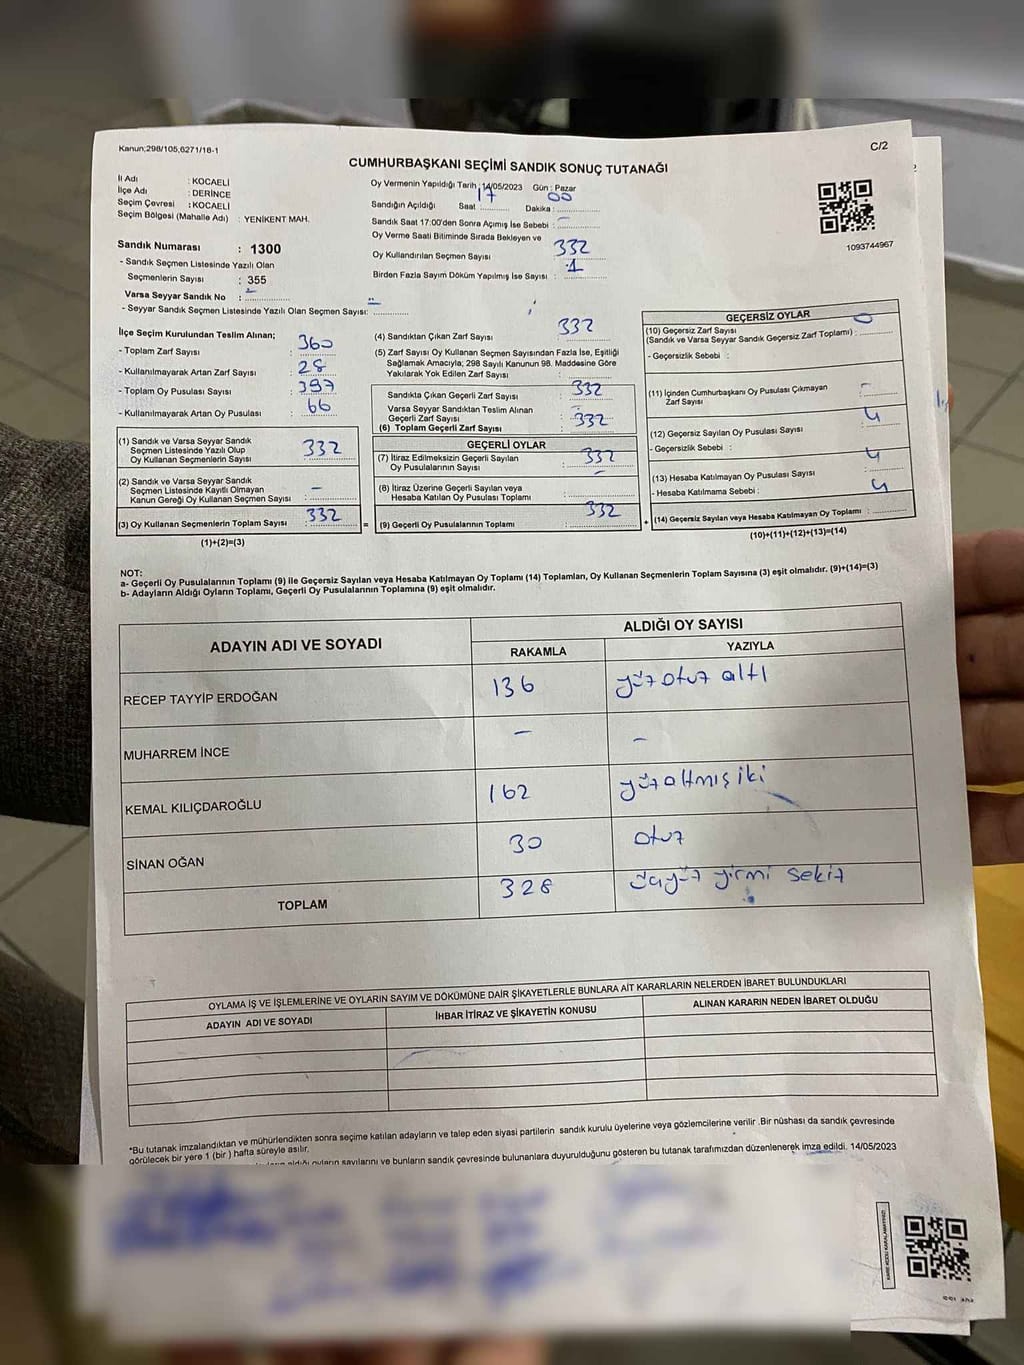 Kanun;298/105,6271/18-1
C/2
CUMHURBAŞKANI SEÇİMİ SANDIK SONUÇ TUTANAĞI
İl Adı : KOCAELİ
İlçe Adı : DERİNCE
Seçim Çevresi : KOCAELİ
Seçim Bölgesi (Mahalle Adı) : YENİKENT MAH.
Sandık Numarası : 1300
- Sandık Seçmen Listesinde Yazılı Olan
Seçmenlerin Sayısı : 355
Varsa Seyyar Sandık No : -
- Seyyar Sandık Seçmen Listesinde Yazılı Olan Seçmen Sayısı:
Oy Vermenin Yapıldığı Tarih : 14/05/2023 Gün : Pazar
Sandığın Açıldığı Saat 17 Dakika : 00
Sandık Saat 17:00'den Sonra Açımış İse Sebebi : -
Oy Verme Saati Bitiminde Sırada Bekleyen ve
Oy Kullandırılan Seçmen Sayısı : 332
Birden Fazla Sayım Döküm Yapılmış İse Sayısı : 1
1093744967
İlçe Seçim Kurulundan Teslim Alınan;
- Toplam Zarf Sayısı : 360
- Kullanılmayarak Artan Zarf Sayısı : 28
- Toplam Oy Pusulası Sayısı : 397
- Kullanılmayarak Artan Oy Pusulası : 66
(1) Sandık ve Varsa Seyyar Sandık
Seçmen Listesinde Yazılı Olup
Oy Kullanan Seçmenlerin Sayısı : 332
(2) Sandık ve Varsa Seyyar Sandık
Seçmen Listesinde Kayıtlı Olmayan
Kanun Gereği Oy Kullanan Seçmen Sayısı : -
(3) Oy Kullanan Seçmenlerin Toplam Sayısı : 332 =
(1)+(2)=(3)
(4) Sandıktan Çıkan Zarf Sayısı : 332
(5) Zarf Sayısı Oy Kullanan Seçmen Sayısından Fazla İse, Eşitliği
Sağlamak Amacıyla; 298 Sayılı Kanunun 98. Maddesine Göre
Yakılarak Yok Edilen Zarf Sayısı :
Sandıkta Çıkan Geçerli Zarf Sayısı : 332
Varsa Seyyar Sandıktan Teslim Alınan
Geçerli Zarf Sayısı : -
(6) Toplam Geçerli Zarf Sayısı : 332
GEÇERLİ OYLAR
(7) İtiraz Edilmeksizin Geçerli Sayılan
Oy Pusulalarının Sayısı : 332
(8) İtiraz Üzerine Geçerli Sayılan veya
Hesaba Katılan Oy Pusulası Toplamı : -
(9) Geçerli Oy Pusulalarının Toplamı : 332 +
GEÇERSİZ OYLAR
(10) Geçersiz Zarf Sayısı
(Sandık ve Varsa Seyyar Sandık Geçersiz Zarf Toplamı) : 0
- Geçersizlik Sebebi :
(11) İçinden Cumhurbaşkanı Oy Pusulası Çıkmayan
Zarf Sayısı : -
(12) Geçersiz Sayılan Oy Pusulası Sayısı : 4
- Geçersizlik Sebebi :
(13) Hesaba Katılmayan Oy Pusulası Sayısı : 4
- Hesaba Katılmama Sebebi :
(14) Geçersiz Sayılan veya Hesaba Katılmayan Oy Toplamı : 4
(10)+(11)+(12)+(13)=(14)
NOT:
a- Geçerli Oy Pusulalarının Toplamı (9) ile Geçersiz Sayılan veya Hesaba Katılmayan Oy Toplamı (14) Toplamları, Oy Kullanan Seçmenlerin Toplam Sayısına (3) eşit olmalıdır. (9)+(14)=(3)
b- Adayların Aldığı Oyların Toplamı, Geçerli Oy Pusulalarının Toplamına (9) eşit olmalıdır.
ADAYIN ADI VE SOYADI
ALDIĞI OY SAYISI
RAKAMLA YAZIYLA
RECEP TAYYİP ERDOĞAN 136 yüz otuz altı
MUHARREM İNCE - -
KEMAL KILIÇDAROĞLU 162 yüz altmış iki
SİNAN OĞAN 30 otuz
TOPLAM 328 üçyüz yirmi sekiz
OYLAMA İŞ VE İŞLEMLERİNE VE OYLARIN SAYIM VE DÖKÜMÜNE DAİR ŞİKAYETLERLE BUNLARA AİT KARARLARIN NELERDEN İBARET BULUNDUKLARI
ADAYIN ADI VE SOYADI İHBAR İTİRAZ VE ŞİKAYETİN KONUSU ALINAN KARARIN NEDEN İBARET OLDUĞU
*Bu tutanak imzalandıktan ve mühürlendikten sonra seçime katılan adayların ve talep eden siyasi partilerin sandık kurulu üyelerine veya gözlemcilerine verilir .Bir nüshası da sandık çevresinde
görülecek bir yere 1 (bir ) hafta süreyle asılır.
aldığı oyların sayılarını ve bunların sandık çevresinde bulunanlara duyurulduğunu gösteren bu tutanak tarafımızdan düzenlenerek imza edildi. 14/05/2023